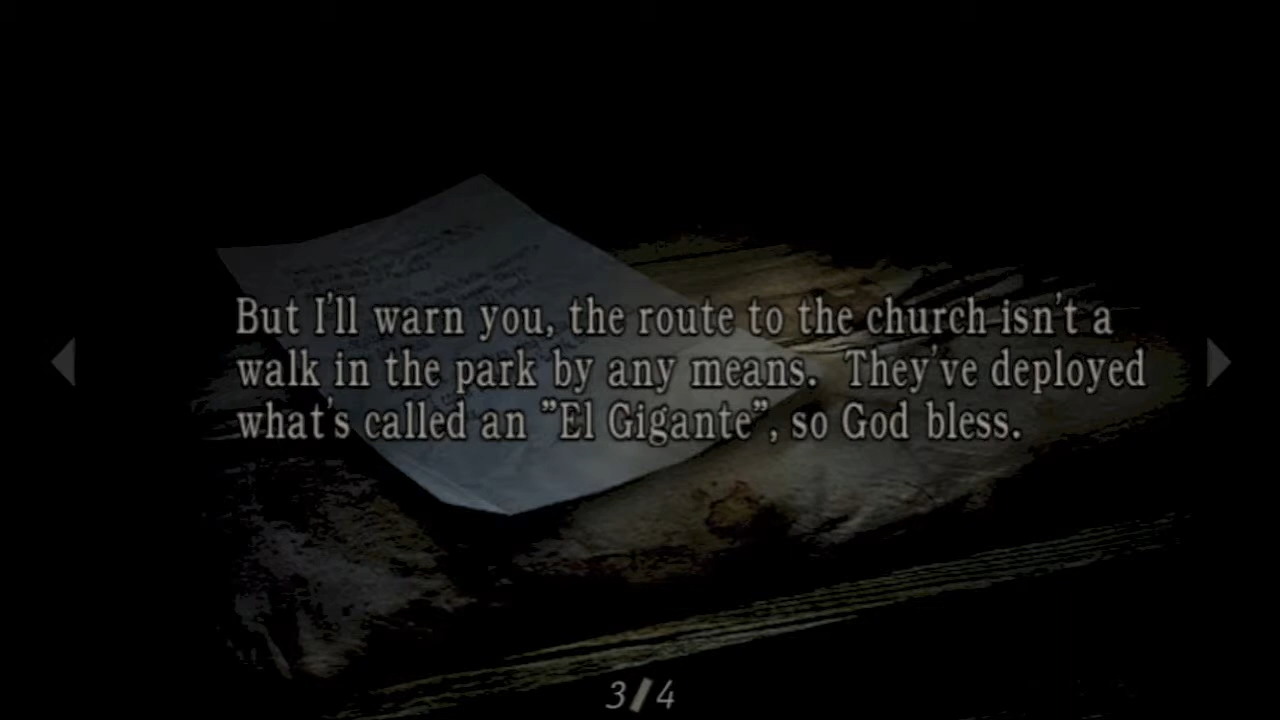 But I'll warn you, the route to the church isn't a
walk in the park by any means.  They've deployed
what's called an "El Gigante", so God bless.
3/4